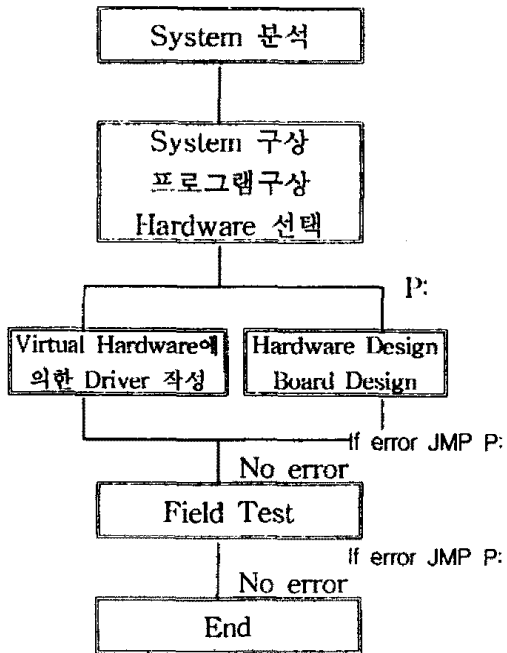 System 분석
System 구상
프로그램구상
Hardware 선택
P:
Virtual Hardware에
의한 Driver 작성
Hardware Design
Board Design
If error JMP P:
No error
Field Test
If error JMP P:
No error
End